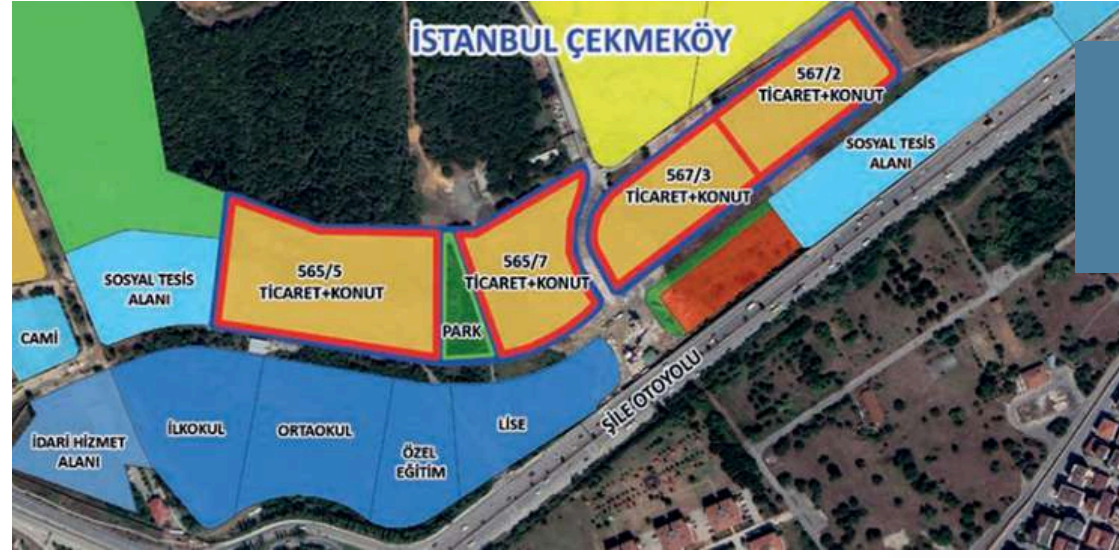 İSTANBUL ÇEKMEKÖY
567/2
TİCARET+KONUT
SOSYAL TESİS
ALANI
567/3
TİCARET+KONUT
565/5
TİCARET+KONUT
565/7
TİCARET+KONUT
SOSYAL TESİS
ALANI
PARK
CAMİ
ŞİLE OTOYOLU
İLKOKUL
ORTAOKUL
ÖZEL
EĞİTİM
LİSE
İDARİ HİZMET
ALANI